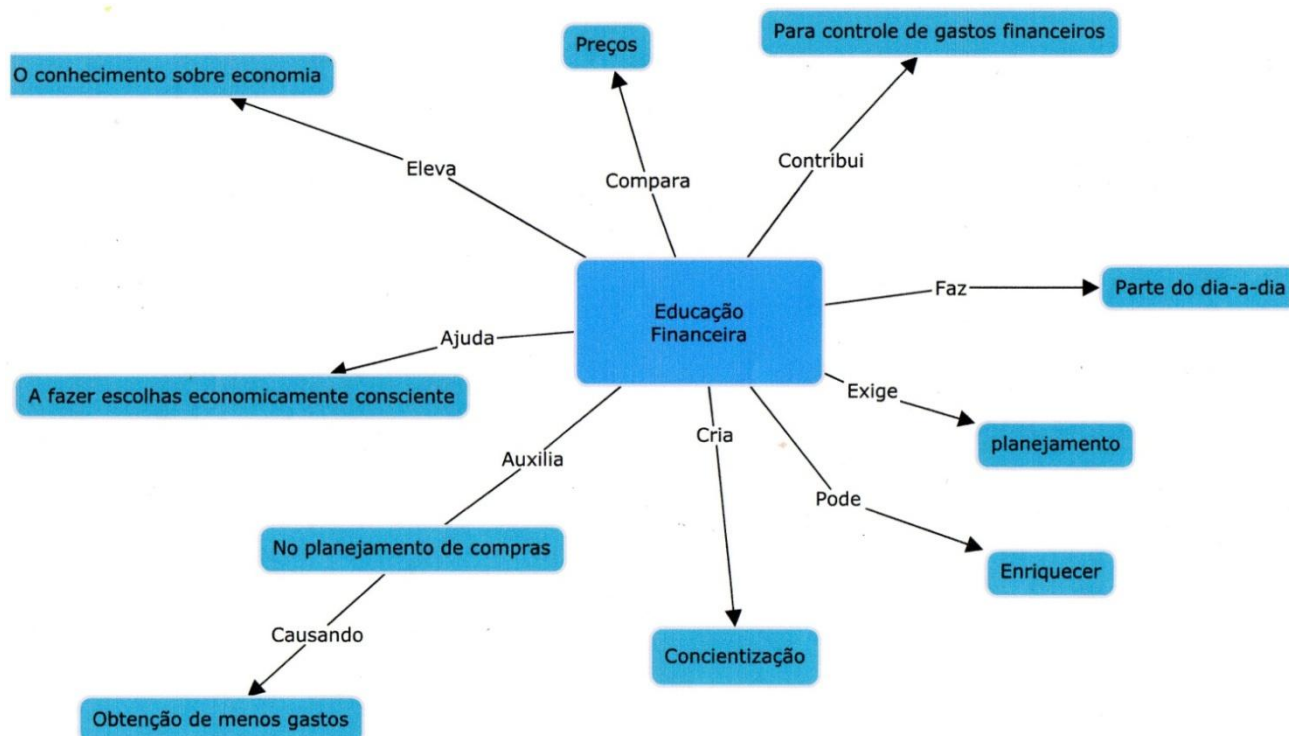 Preços
Para controle de gastos financeiros
O conhecimento sobre economia
Eleva
Compara
Contribui
Educação
Financeira
Faz
Parte do dia-a-dia
Ajuda
A fazer escolhas economicamente consciente
Exige
planejamento
Auxilia
Cria
Pode
No planejamento de compras
Enriquecer
Causando
Concientização
Obtenção de menos gastos